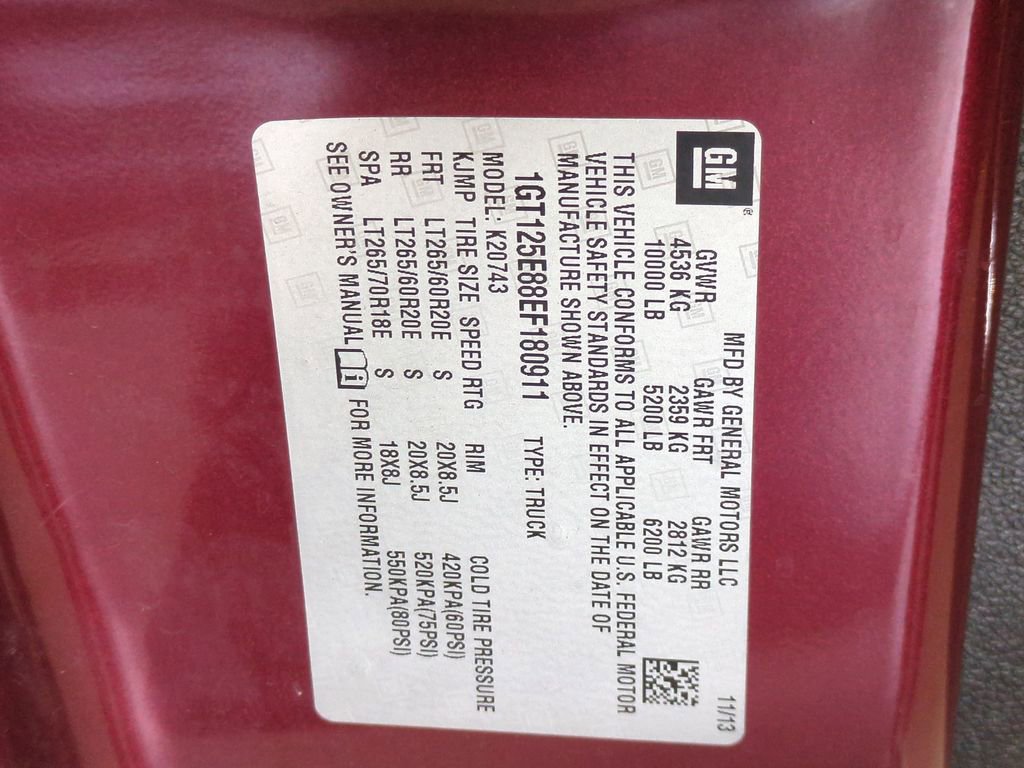 GM®
MFD BY GENERAL MOTORS LLC 11/13
GVWR GAWR FRT GAWR RR
4536 KG 2359 KG 2812 KG
10000 LB 5200 LB 6200 LB
THIS VEHICLE CONFORMS TO ALL APPLICABLE U.S. FEDERAL MOTOR
VEHICLE SAFETY STANDARDS IN EFFECT ON THE DATE OF
MANUFACTURE SHOWN ABOVE.
1GT125E88EF180911 TYPE: TRUCK
MODEL: K20743
KJMP TIRE SIZE SPEED RTG RIM COLD TIRE PRESSURE
FRT LT265/60R20E S 20X8.5J 420KPA(60PSI)
RR LT265/60R20E S 20X8.5J 520KPA(75PSI)
SPA LT265/70R18E S 18X8J 550KPA(80PSI)
SEE OWNER'S MANUAL i FOR MORE INFORMATION.